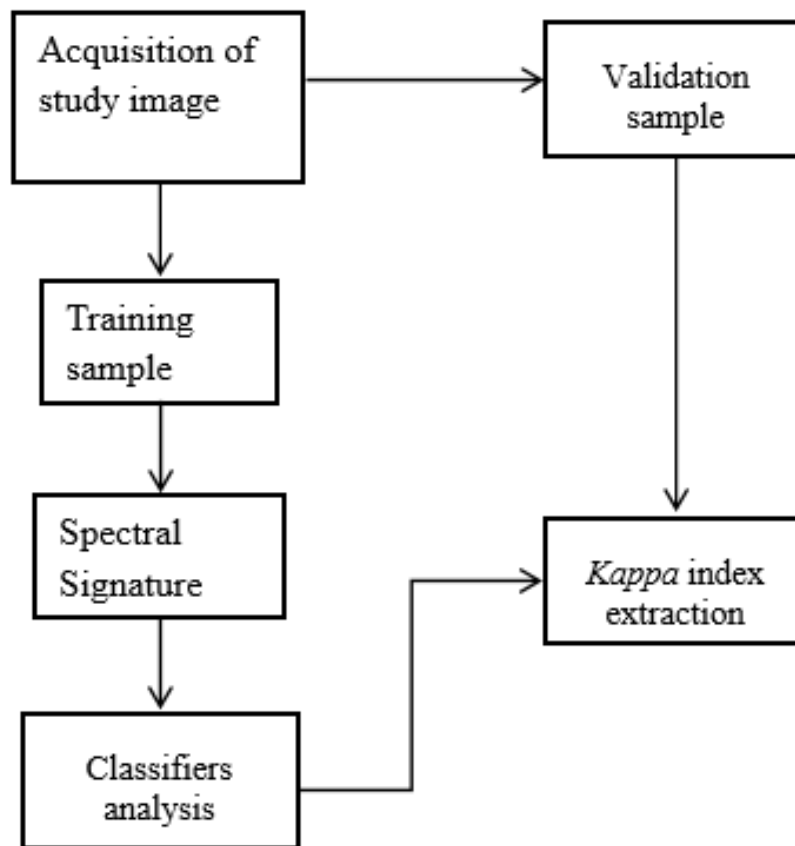 Acquisition of
study image
Validation
sample
Training
sample
Spectral
Signature
Kappa index
extraction
Classifiers
analysis